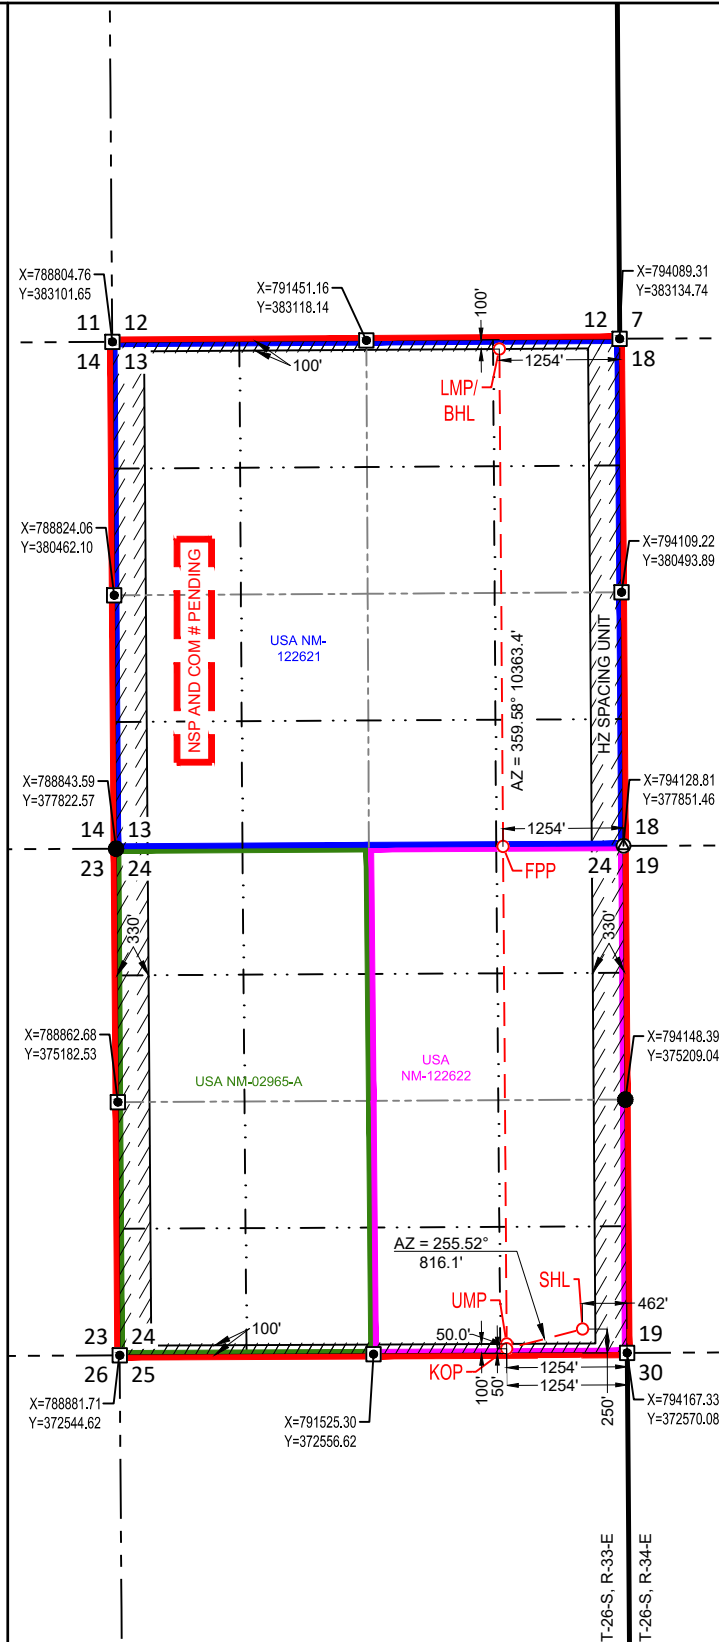 X=788804.76
Y=383101.65
X=791451.16
Y=383118.14
X=794089.31
Y=383134.74
100'
11 12
12 7
14 13
18
100'
1254'
LMP/
BHL
X=788824.06
Y=380462.10
X=794109.22
Y=380493.89
NSP AND COM # PENDING
USA NM-
122621
AZ = 359.58° 10363.4'
HZ SPACING UNIT
X=788843.59
Y=377822.57
X=794128.81
Y=377851.46
14 13
1254'
18
23 24
FPP
24 19
330'
330'
X=788862.68
Y=375182.53
X=794148.39
Y=375209.04
USA NM-02965-A
USA
NM-122622
AZ = 255.52°
816.1'
SHL
UMP
462'
23 24
100'
50.0'
19
26 25
KOP
100'
50'
1254'
1254'
30
250'
X=788881.71
Y=372544.62
X=791525.30
Y=372556.62
X=794167.33
Y=372570.08
T-26-S, R-33-E
T-26-S, R-34-E